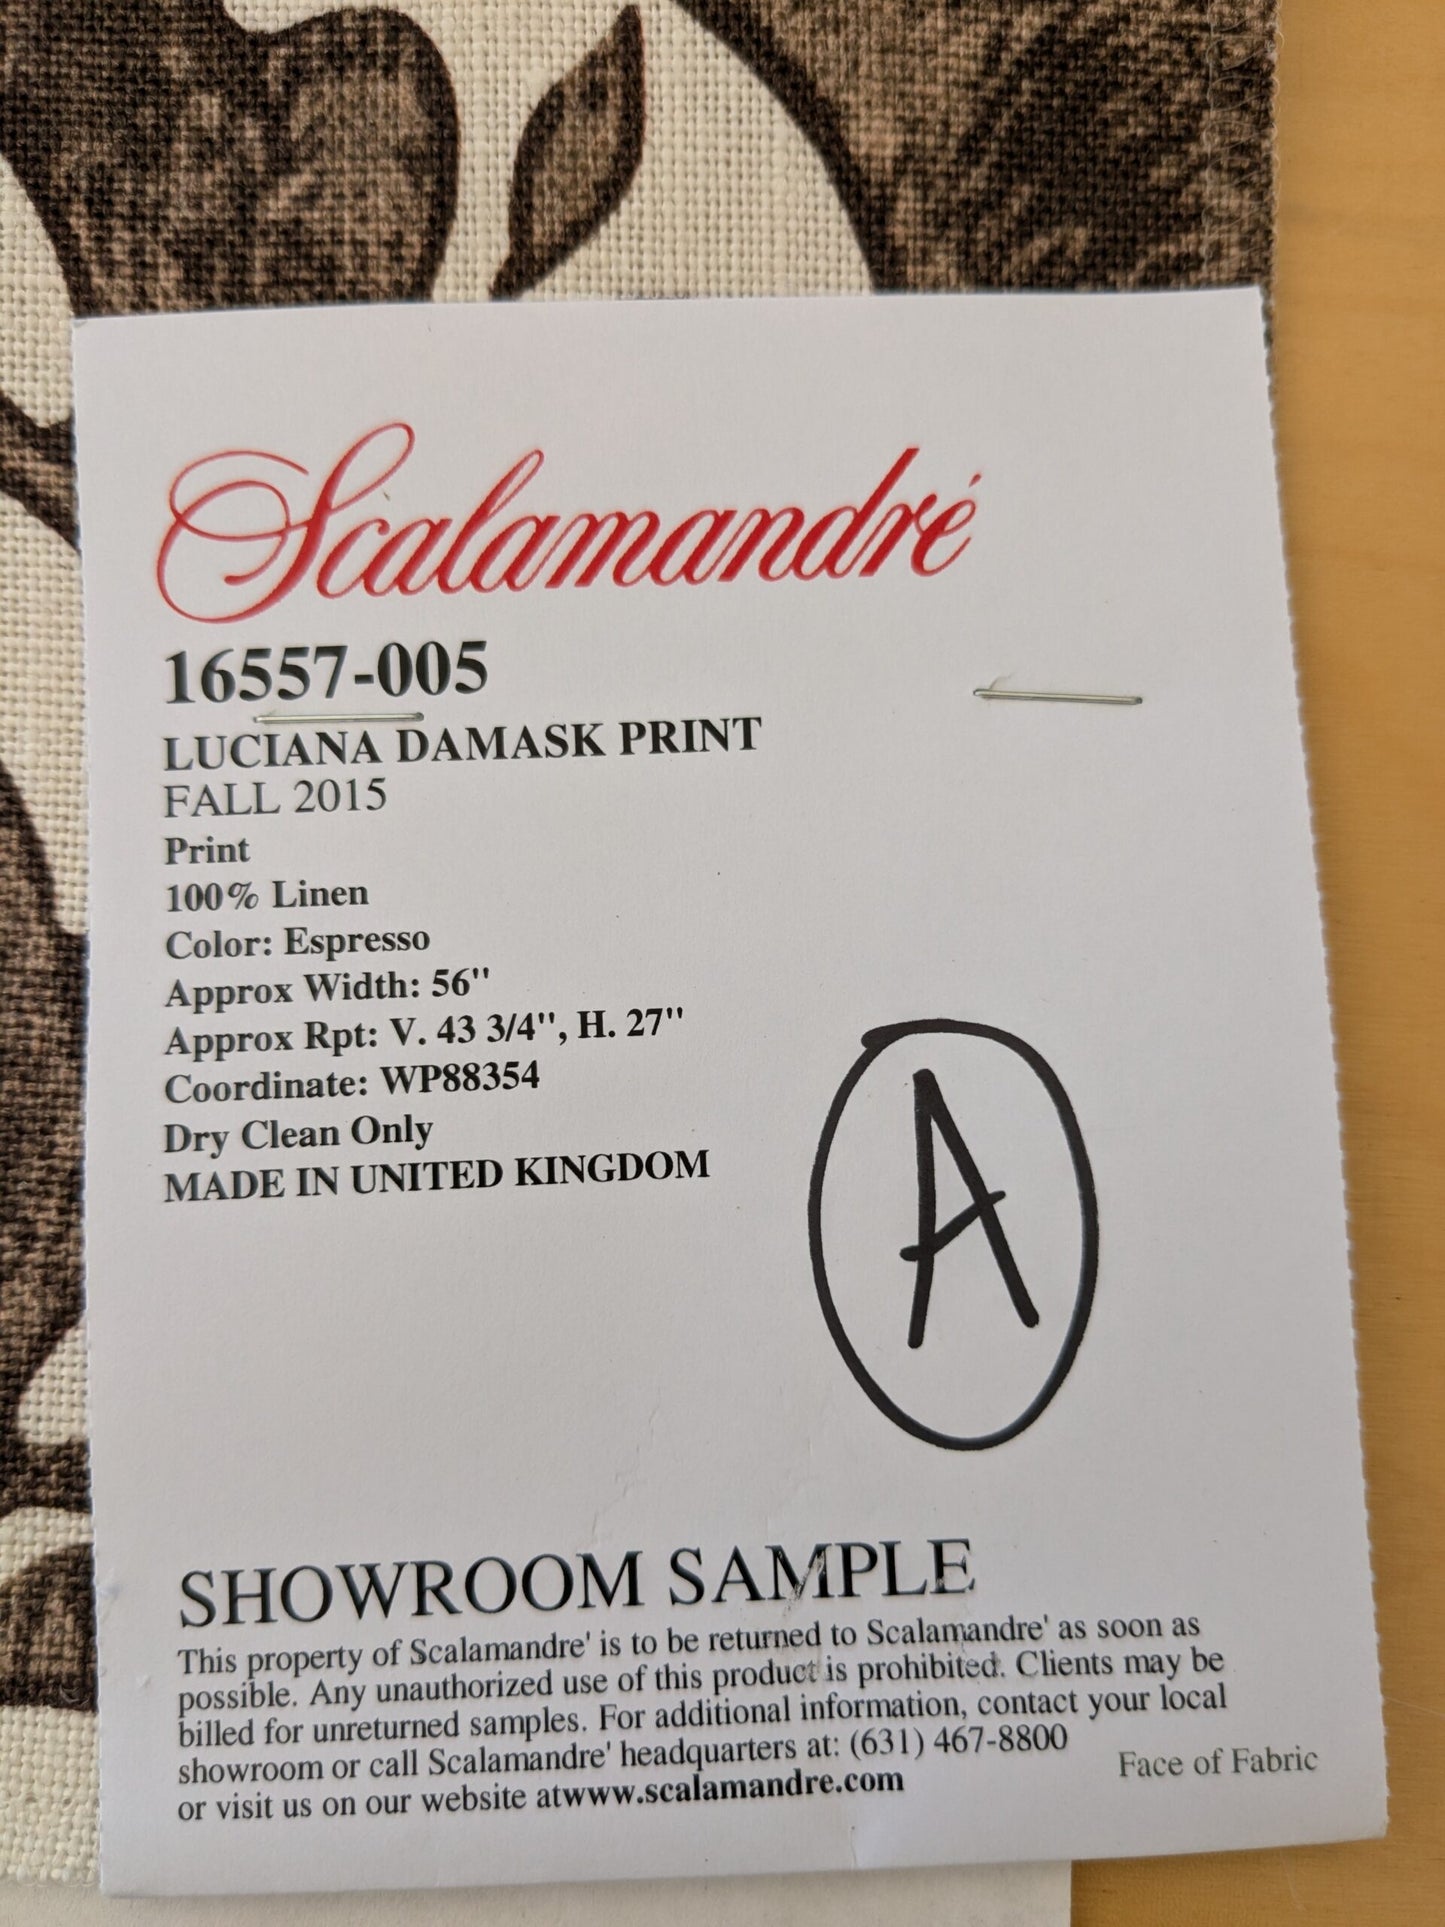 Scalamandré
16557-005
LUCIANA DAMASK PRINT
FALL 2015
Print
100% Linen
Color: Espresso
Approx Width: 56''
Approx Rpt: V. 43 3/4'', H. 27''
Coordinate: WP88354
Dry Clean Only
MADE IN UNITED KINGDOM
A
SHOWROOM SAMPLE
This property of Scalamandre' is to be returned to Scalamandre' as soon as
possible. Any unauthorized use of this product is prohibited. Clients may be
billed for unreturned samples. For additional information, contact your local
showroom or call Scalamandre' headquarters at: (631) 467-8800
or visit us on our website atwww.scalamandre.com
Face of Fabric